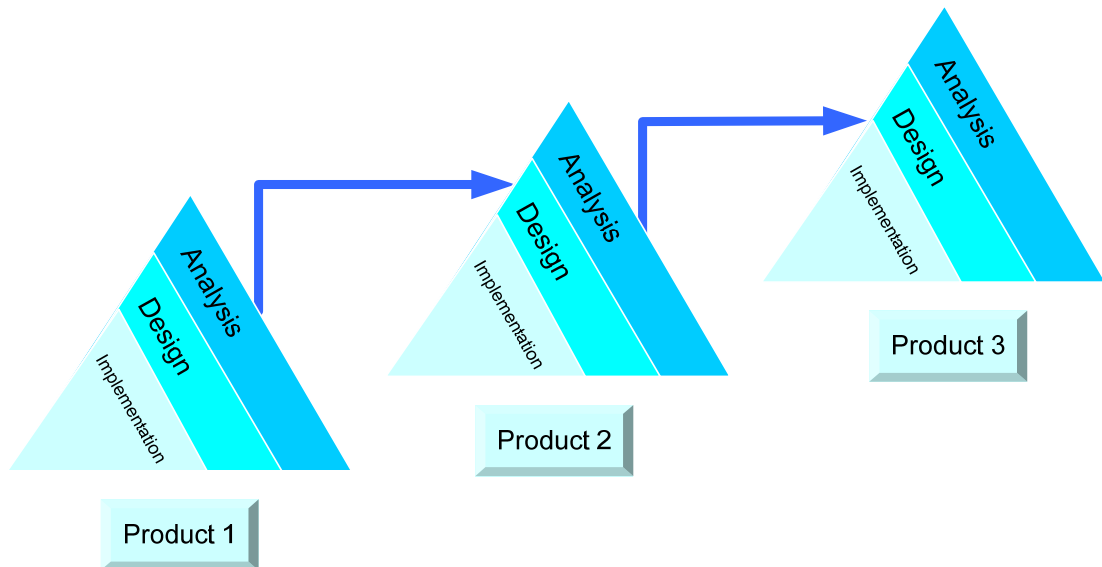 Analysis
Design
Implementation
Product 1
Analysis
Design
Implementation
Product 2
Analysis
Design
Implementation
Product 3